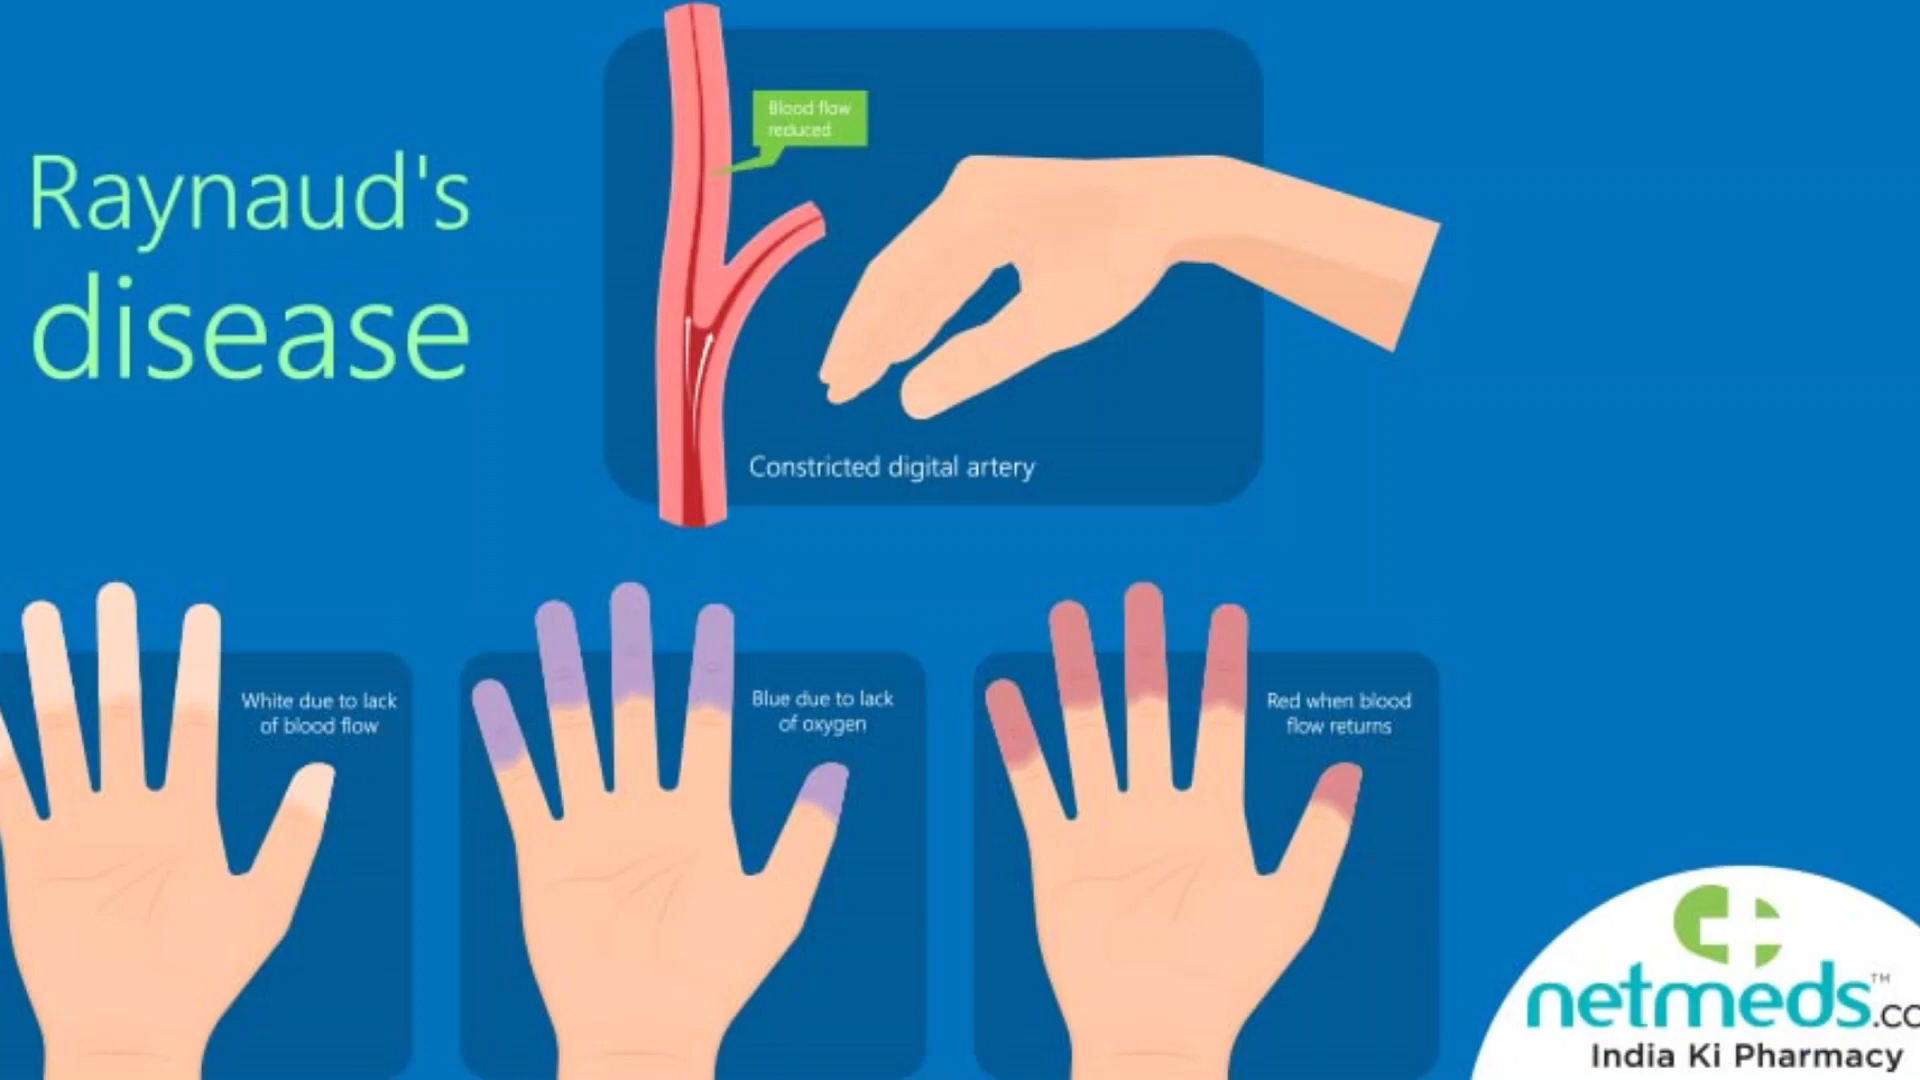 Raynaud's
disease
Blood flow
reduced
Constricted digital artery
White due to lack
of blood flow
Blue due to lack
of oxygen
Red when blood
flow returns
netmeds.co
TM
India Ki Pharmacy